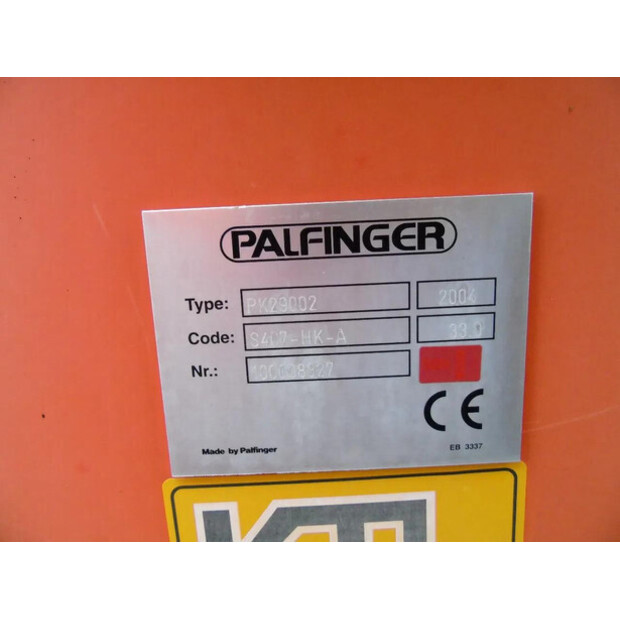 PALFINGER
Type: PK29002 2004
Code: 33.0
Nr.:
CE
Made by Palfinger EB 3337